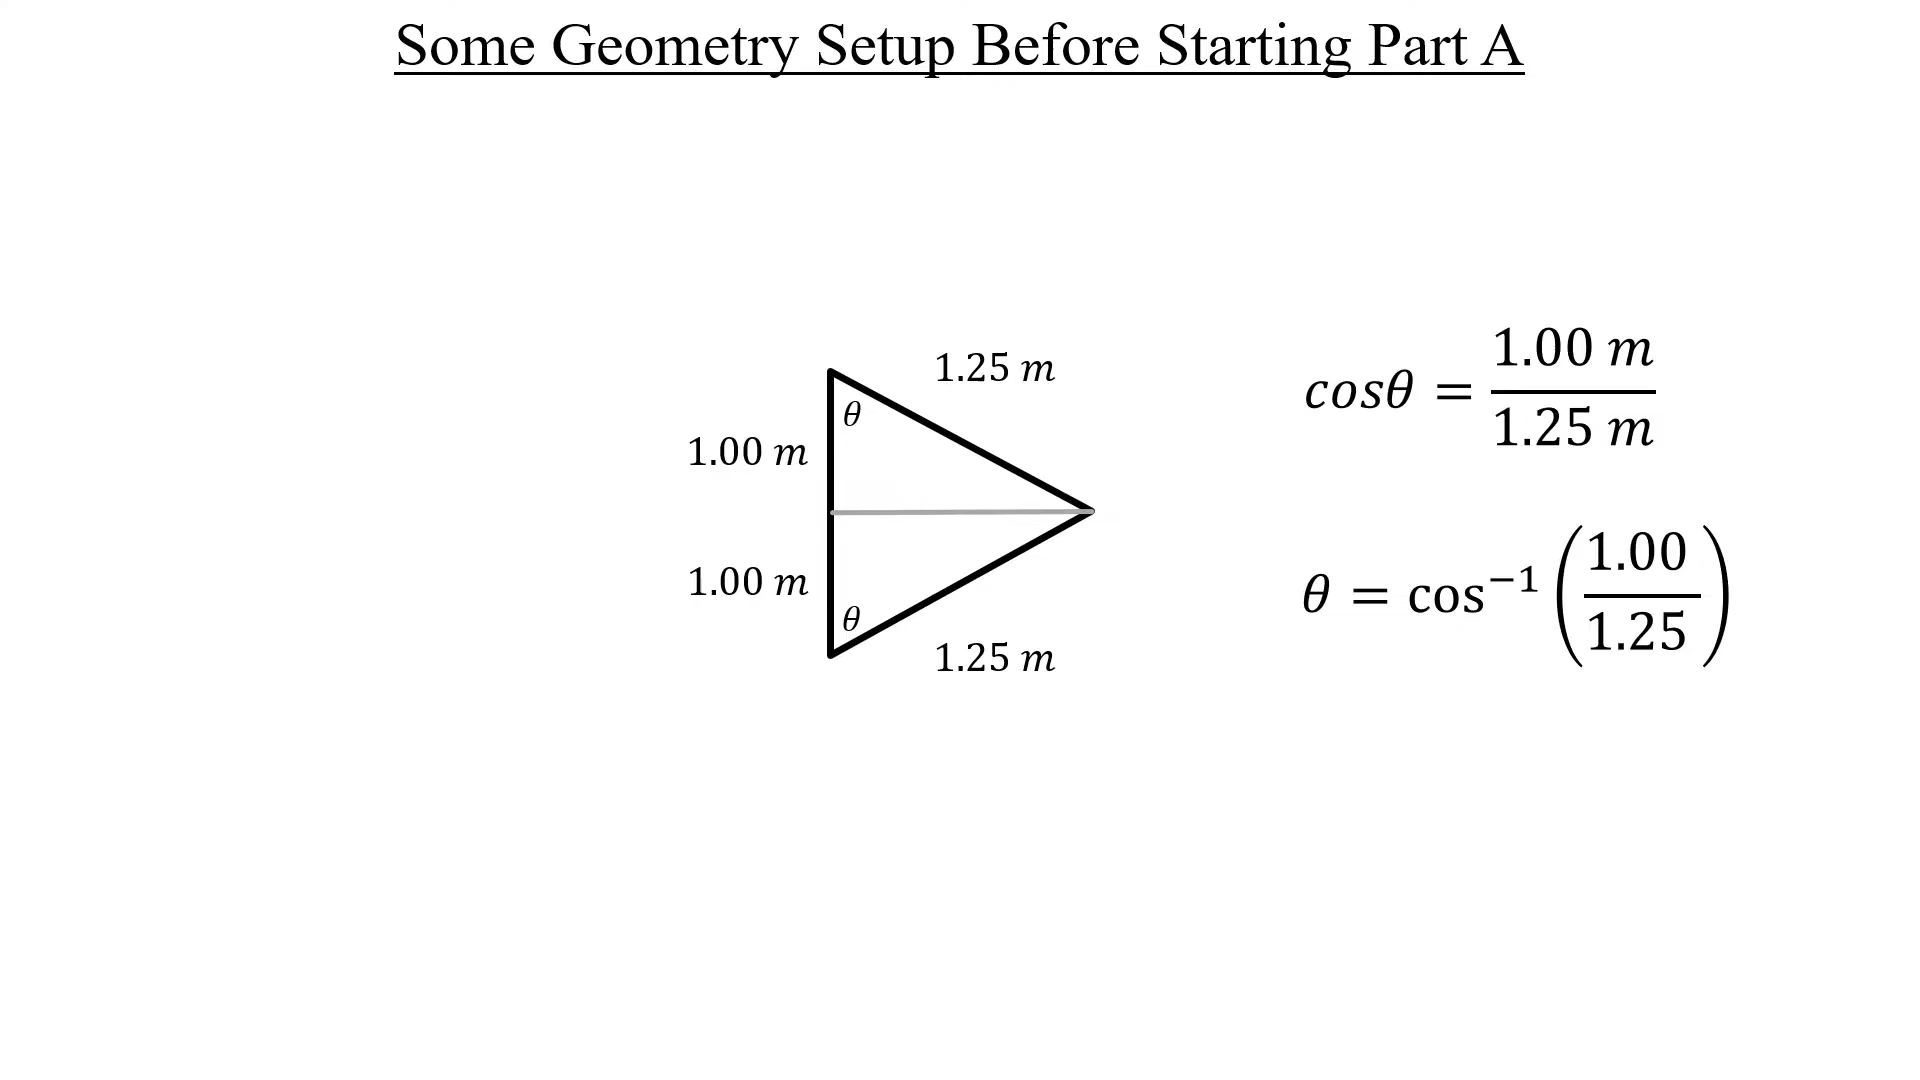 Some Geometry Setup Before Starting Part A
1.25 m
θ
1.00 m
1.00 m
θ
1.25 m
cosθ = 1.00 m / 1.25 m
θ = cos⁻¹(1.00 / 1.25)